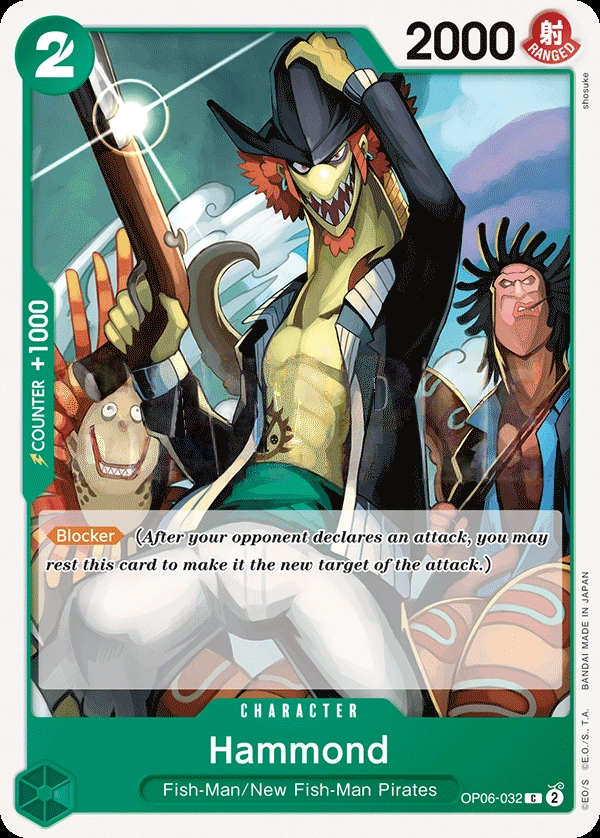 2
2000
射
RANGED
shosuke
COUNTER +1000
Blocker (After your opponent declares an attack, you may
rest this card to make it the new target of the attack.)
CHARACTER
Hammond
Fish-Man/New Fish-Man Pirates
OP06-032 C 2
©E.O./S., T.A. BANDAI MADE IN JAPAN
©EO/S